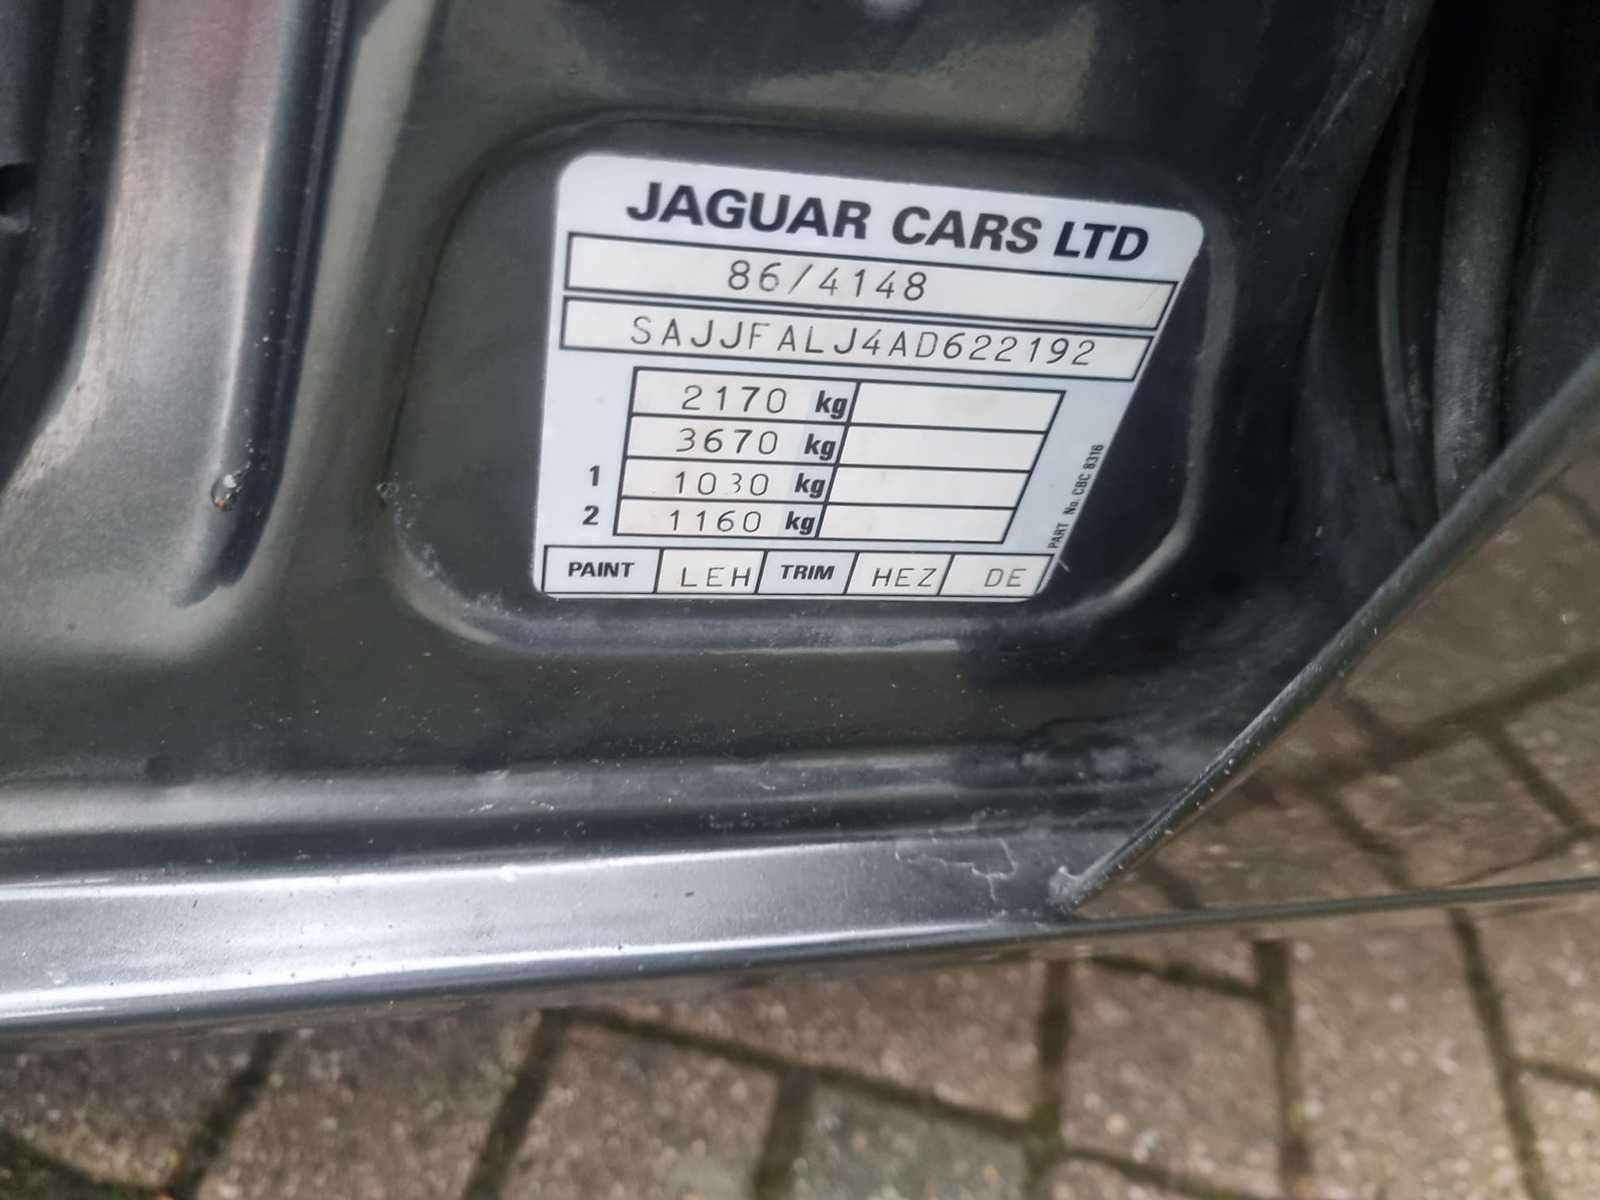 JAGUAR CARS LTD
86/4148
SAJJFALJ4AD622192
2170 kg
3670 kg
1 1030 kg
2 1160 kg
PART No. CBC 8316
PAINT LEH TRIM HEZ DE